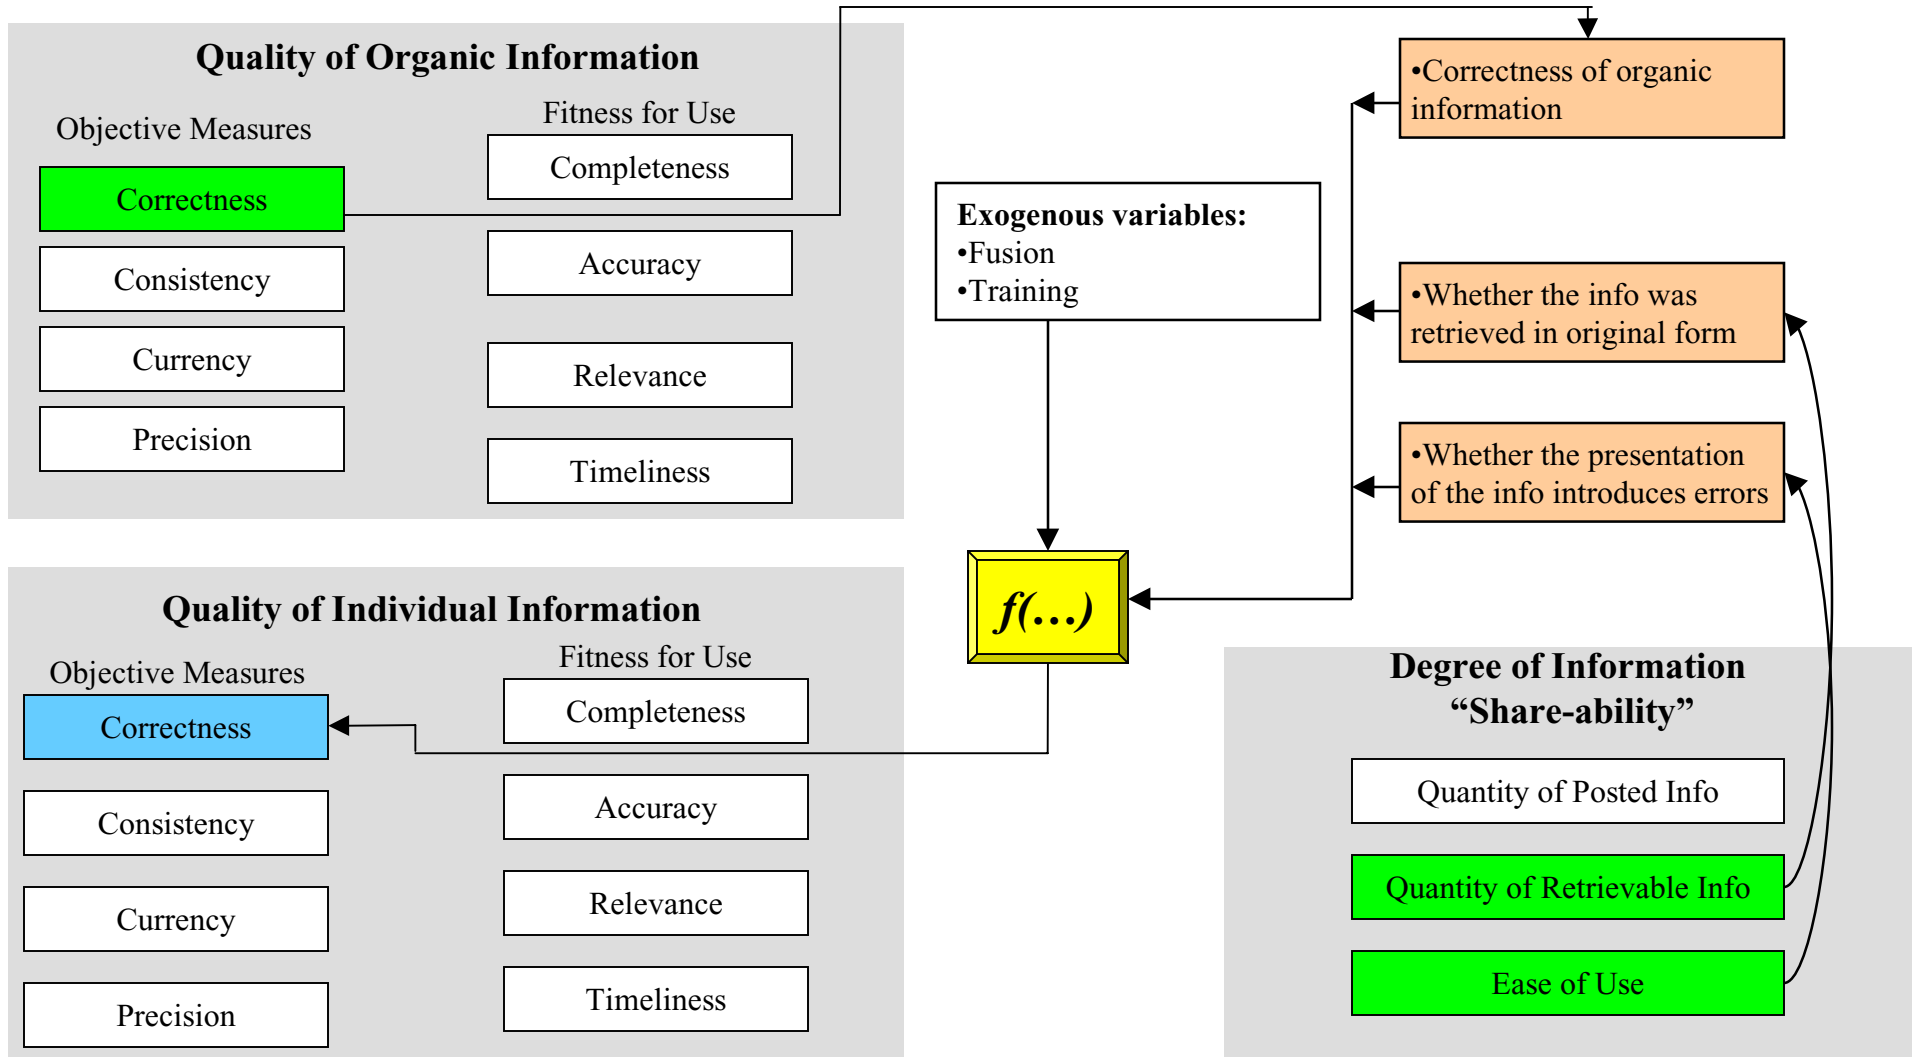 Quality of Organic Information
Objective Measures
Correctness
Consistency
Currency
Precision
Fitness for Use
Completeness
Accuracy
Relevance
Timeliness
Exogenous variables:
•Fusion
•Training
•Correctness of organic
information
•Whether the info was
retrieved in original form
•Whether the presentation
of the info introduces errors
f(…)
Quality of Individual Information
Objective Measures
Correctness
Consistency
Currency
Precision
Fitness for Use
Completeness
Accuracy
Relevance
Timeliness
Degree of Information
“Share-ability”
Quantity of Posted Info
Quantity of Retrievable Info
Ease of Use